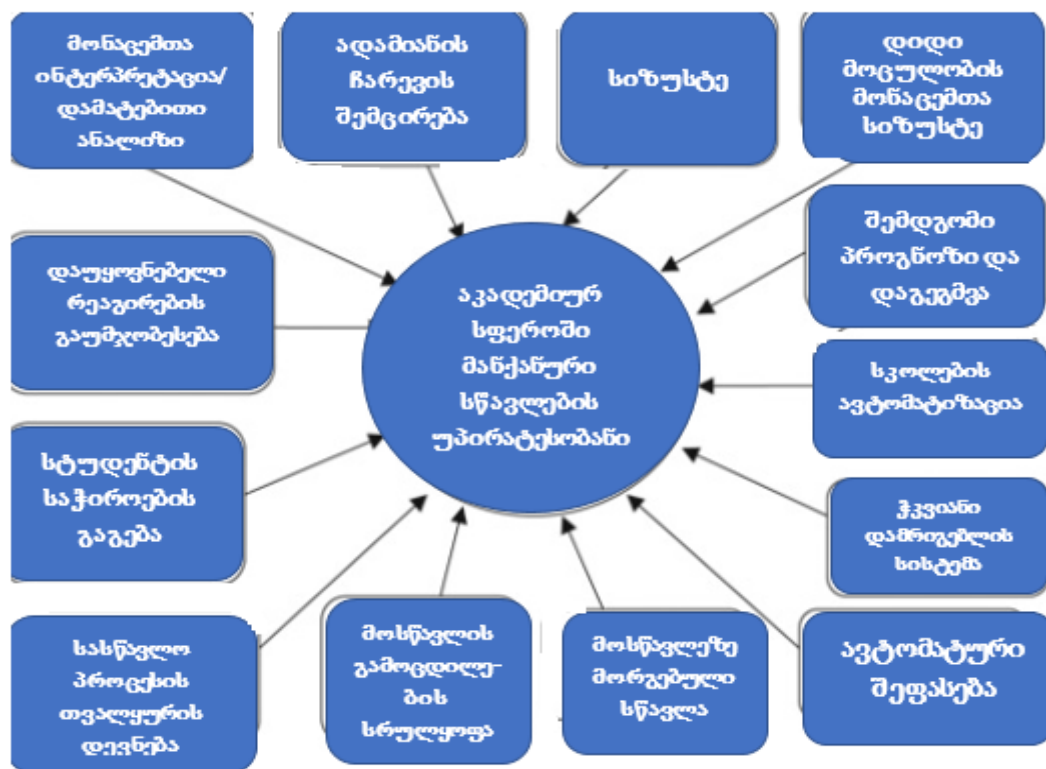 მონაცემთა
ინტერპრეტაცია/
დამატებითი
ანალიზი
ადამიანის
ჩარევის
შემცირება
სიზუსტე
დიდი
მოცულობის
მონაცემთა
სიზუსტე
დაუყოვნებელი
რეაგირების
გაუმჯობესება
აკადემიურ
სფეროში
მანქანური
სწავლების
უპირატესობანი
შემდგომი
პროგნოზი და
დაგეგმვა
სკოლების
ავტომატიზაცია
სტუდენტის
საჭიროების
გაგება
ჭკვიანი
დამრიგებლის
სისტემა
სასწავლო
პროცესის
თვალყურის
დევნება
მოსწავლის
გამოცდილე-
ბის
სრულყოფა
მოსწავლეზე
მორგებული
სწავლა
ავტომატური
შეფასება